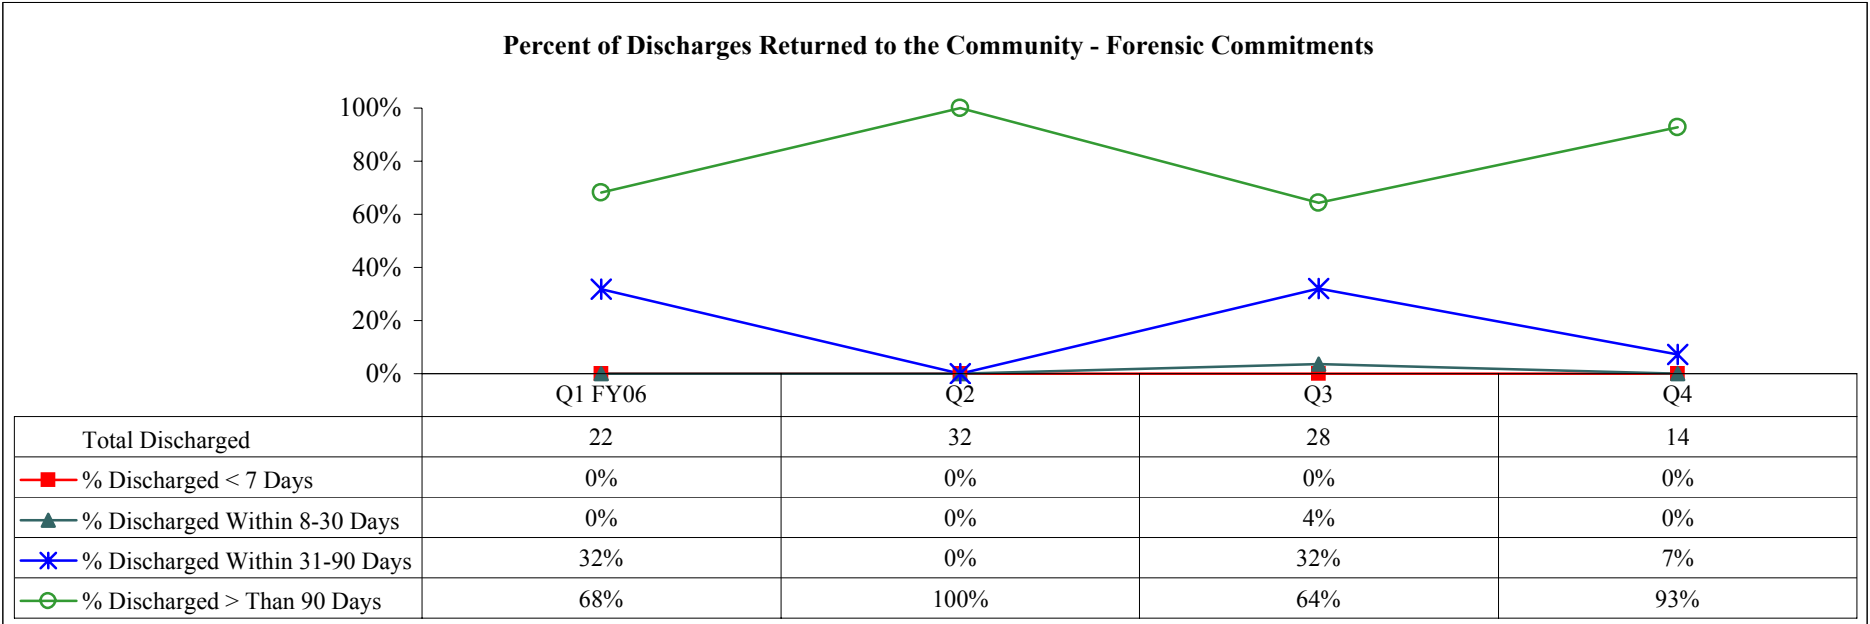 Percent of Discharges Returned to the Community - Forensic Commitments
100%
80%
60%
40%
20%
0%
Q1 FY06 Q2 Q3 Q4
Total Discharged 22 32 28 14
% Discharged < 7 Days 0% 0% 0% 0%
% Discharged Within 8-30 Days 0% 0% 4% 0%
% Discharged Within 31-90 Days 32% 0% 32% 7%
% Discharged > Than 90 Days 68% 100% 64% 93%